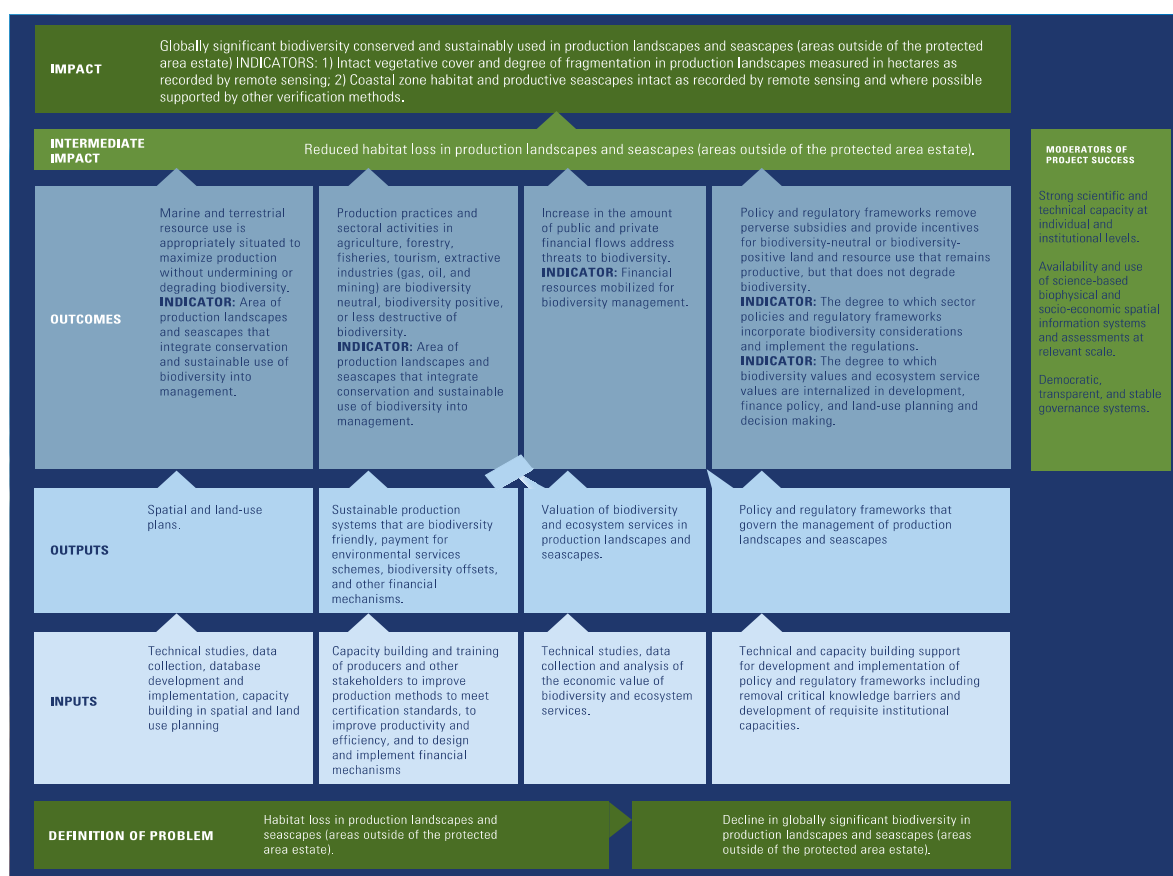 IMPACT
Globally significant biodiversity conserved and sustainably used in production landscapes and seascapes (areas outside of the protected
area estate) INDICATORS: 1) Intact vegetative cover and degree of fragmentation in production landscapes measured in hectares as
recorded by remote sensing; 2) Coastal zone habitat and productive seascapes intact as recorded by remote sensing and where possible
supported by other verification methods.
INTERMEDIATE
IMPACT
Reduced habitat loss in production landscapes and seascapes (areas outside of the protected area estate).
OUTCOMES
Marine and terrestrial
resource use is
appropriately situated to
maximize production
without undermining or
degrading biodiversity.
INDICATOR: Area of
production landscapes
and seascapes that
integrate conservation
and sustainable use of
biodiversity into
management.
Production practices and
sectoral activities in
agriculture, forestry,
fisheries, tourism, extractive
industries (gas, oil, and
mining) are biodiversity
neutral, biodiversity positive,
or less destructive of
biodiversity.
INDICATOR: Area of
production landscapes and
seascapes that integrate
conservation and sustainable
use of biodiversity into
management.
Increase in the amount
of public and private
financial flows address
threats to biodiversity.
INDICATOR: Financial
resources mobilized for
biodiversity management.
Policy and regulatory frameworks remove
perverse subsidies and provide incentives
for biodiversity-neutral or biodiversity-
positive land and resource use that remains
productive, but that does not degrade
biodiversity.
INDICATOR: The degree to which sector
policies and regulatory frameworks
incorporate biodiversity considerations
and implement the regulations.
INDICATOR: The degree to which
biodiversity values and ecosystem service
values are internalized in development,
finance policy, and land-use planning and
decision making.
MODERATORS OF
PROJECT SUCCESS
Strong scientific and
technical capacity at
individual and
institutional levels.
Availability and use
of science-based
biophysical and
socio-economic spatial
information systems
and assessments at
relevant scale.
Democratic,
transparent, and stable
governance systems.
OUTPUTS
Spatial and land-use
plans.
Sustainable production
systems that are biodiversity
friendly, payment for
environmental services
schemes, biodiversity offsets,
and other financial
mechanisms.
Valuation of biodiversity
and ecosystem services in
production landscapes and
seascapes.
Policy and regulatory frameworks that
govern the management of production
landscapes and seascapes
INPUTS
Technical studies, data
collection, database
development and
implementation, capacity
building in spatial and land
use planning
Capacity building and training
of producers and other
stakeholders to improve
production methods to meet
certification standards, to
improve productivity and
efficiency, and to design
and implement financial
mechanisms
Technical studies, data
collection and analysis of
the economic value of
biodiversity and ecosystem
services.
Technical and capacity building support
for development and implementation of
policy and regulatory frameworks including
removal critical knowledge barriers and
development of requisite institutional
capacities.
DEFINITION OF PROBLEM
Habitat loss in production landscapes and
seascapes (areas outside of the protected
area estate).
Decline in globally significant biodiversity in
production landscapes and seascapes (areas
outside of the protected area estate).